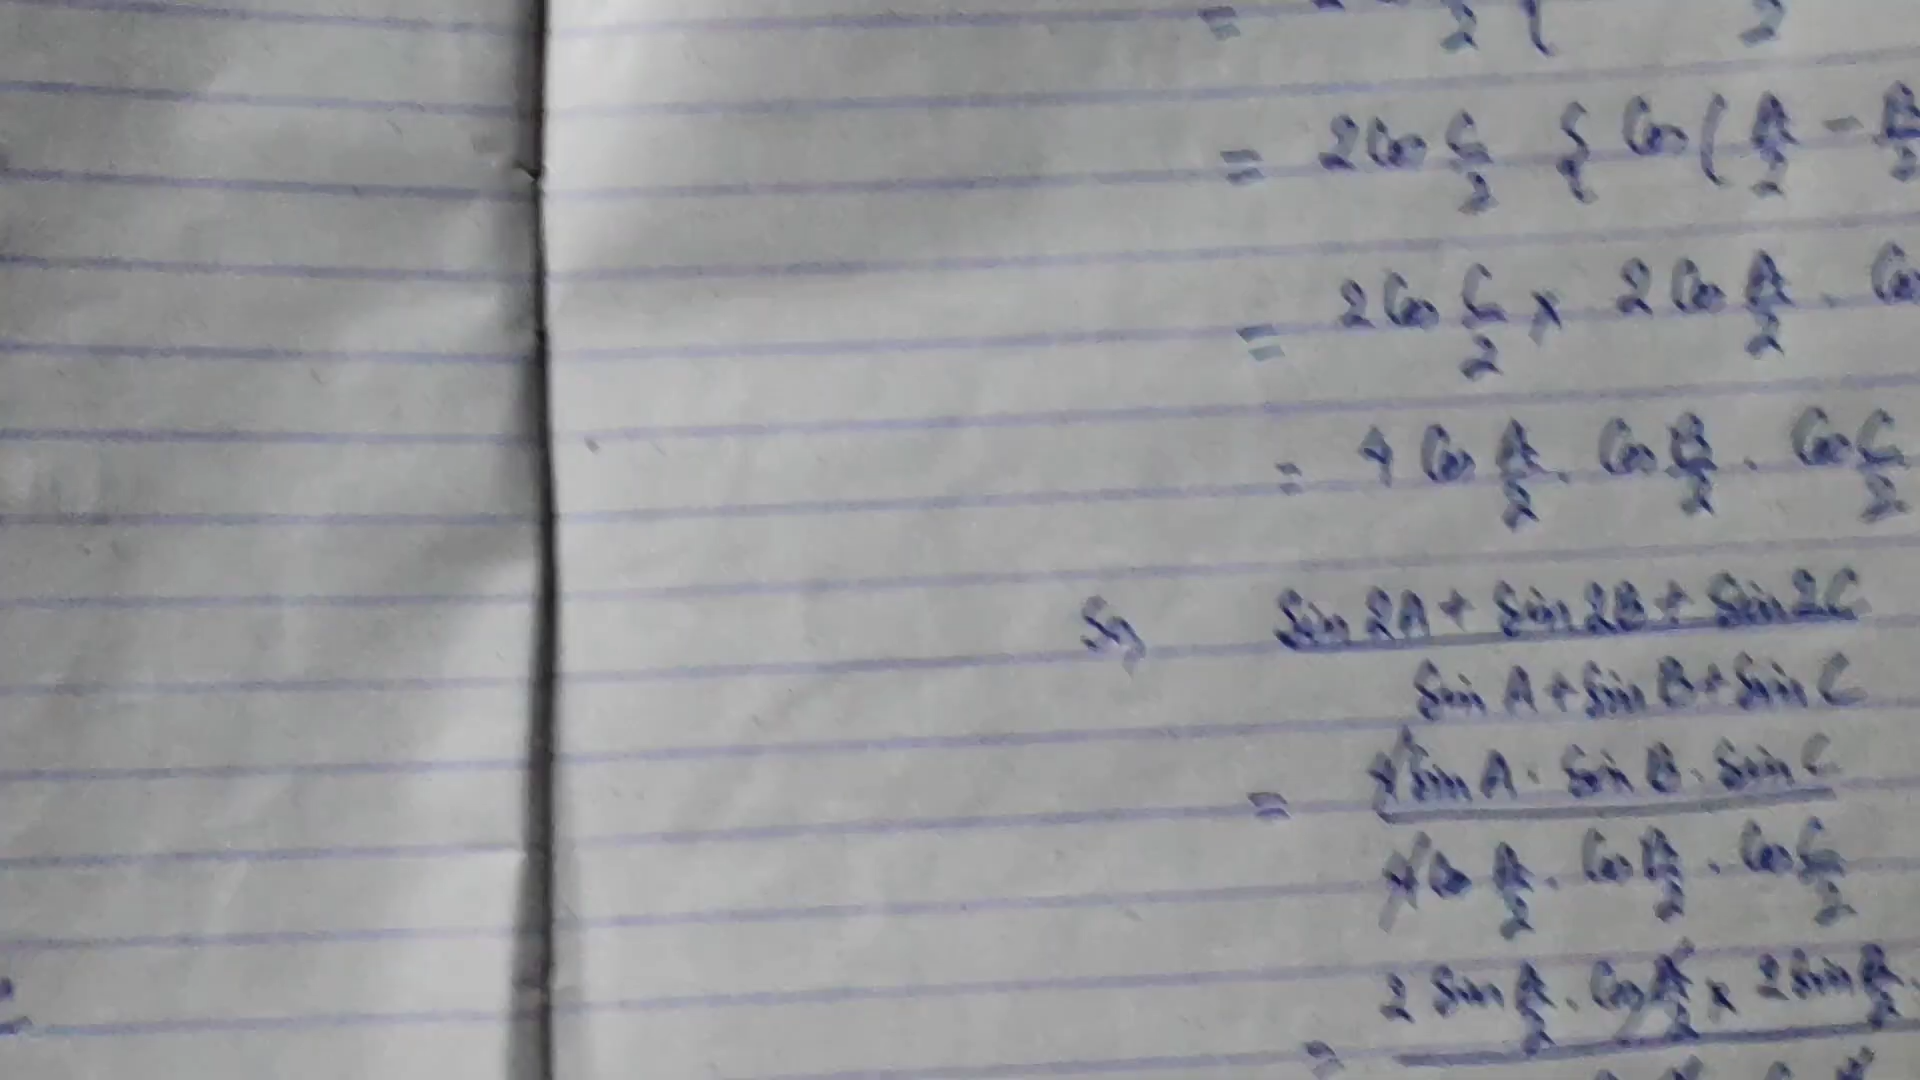 = 2Cos C/2 { Cos( A/2 - B/2
= 2 Cos C/2 x 2 Cos A/2 . Cos
= 4 Cos A/2 . Cos B/2 . Cos C/2
So, Sin 2A + Sin 2B + Sin 2C
Sin A + Sin B + Sin C
= 4 Sin A . Sin B . Sin C
4 Cos A/2 . Cos B/2 . Cos C/2
= 2 Sin A/2 . Cos A/2 x 2 Sin B/2 .